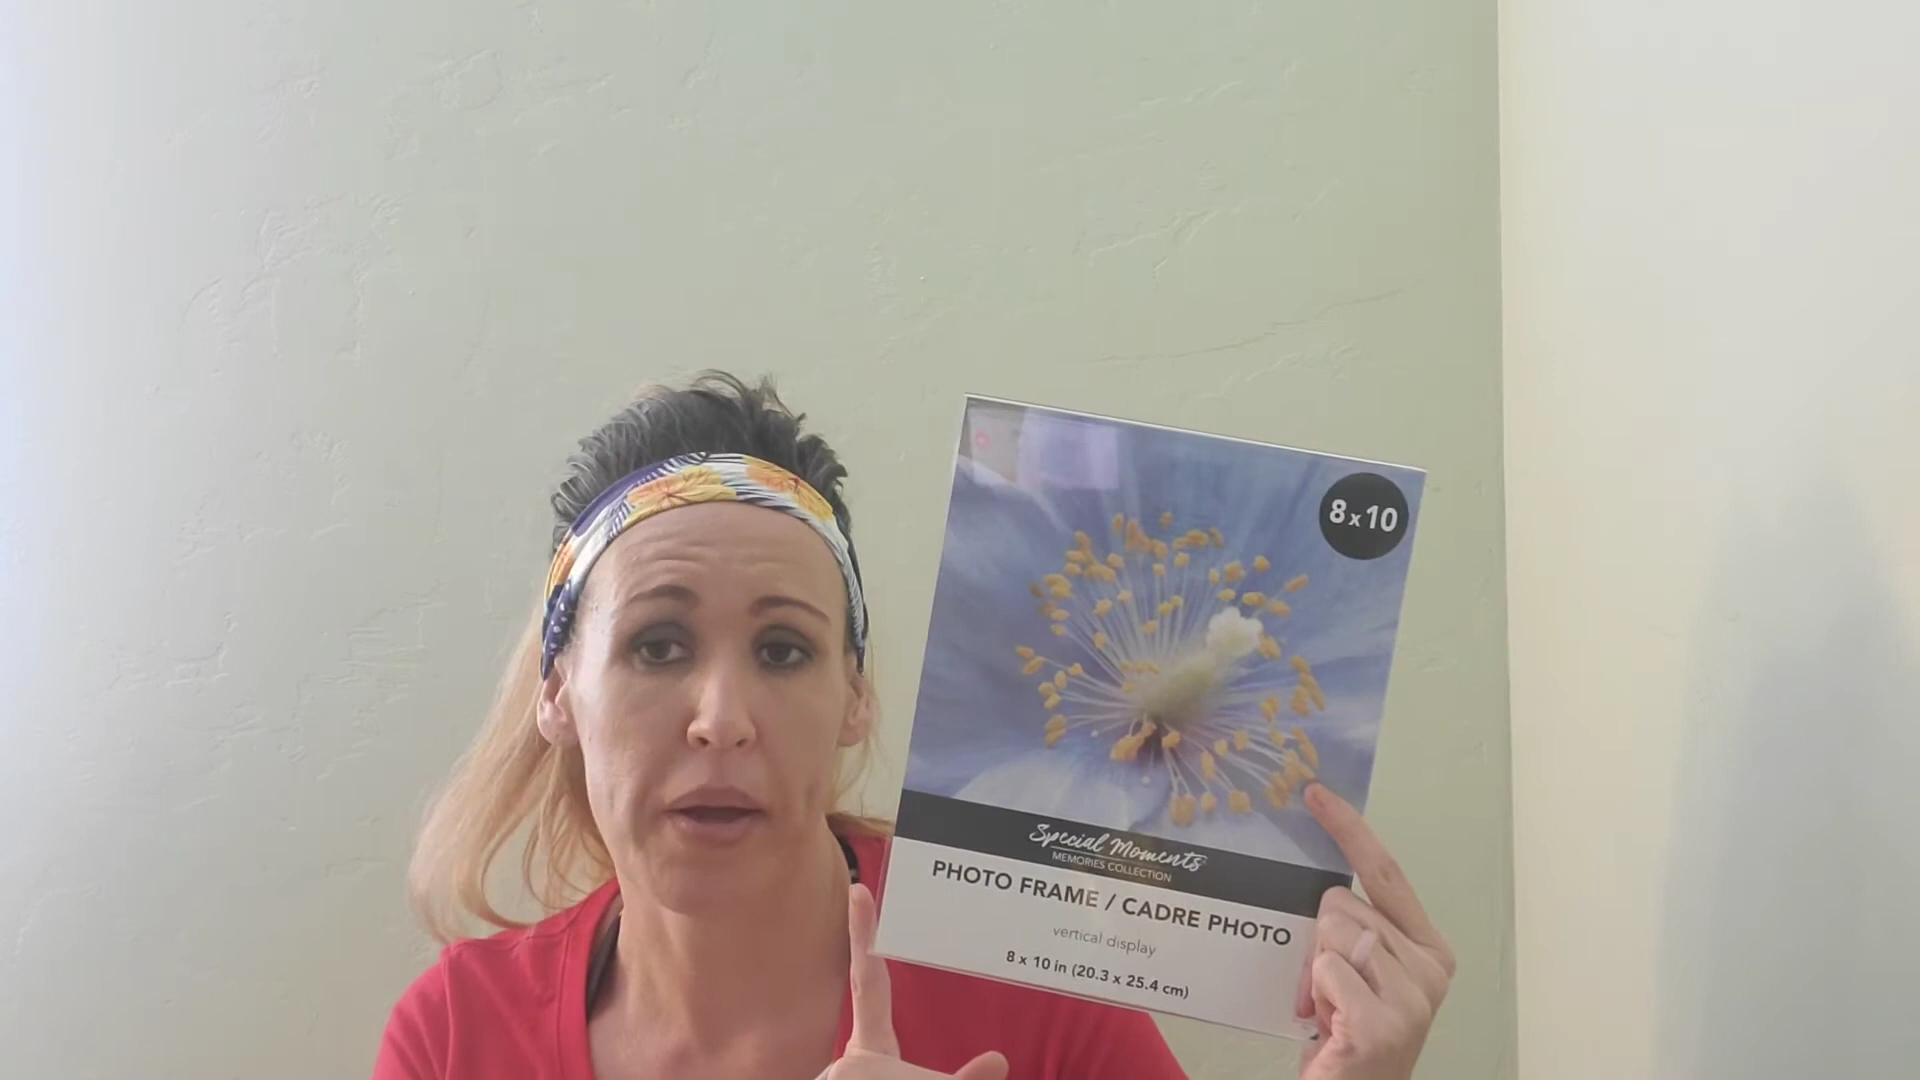 8 x 10
Special Moments
MEMORIES COLLECTION
PHOTO FRAME / CADRE PHOTO
vertical display
8 x 10 in (20.3 x 25.4 cm)